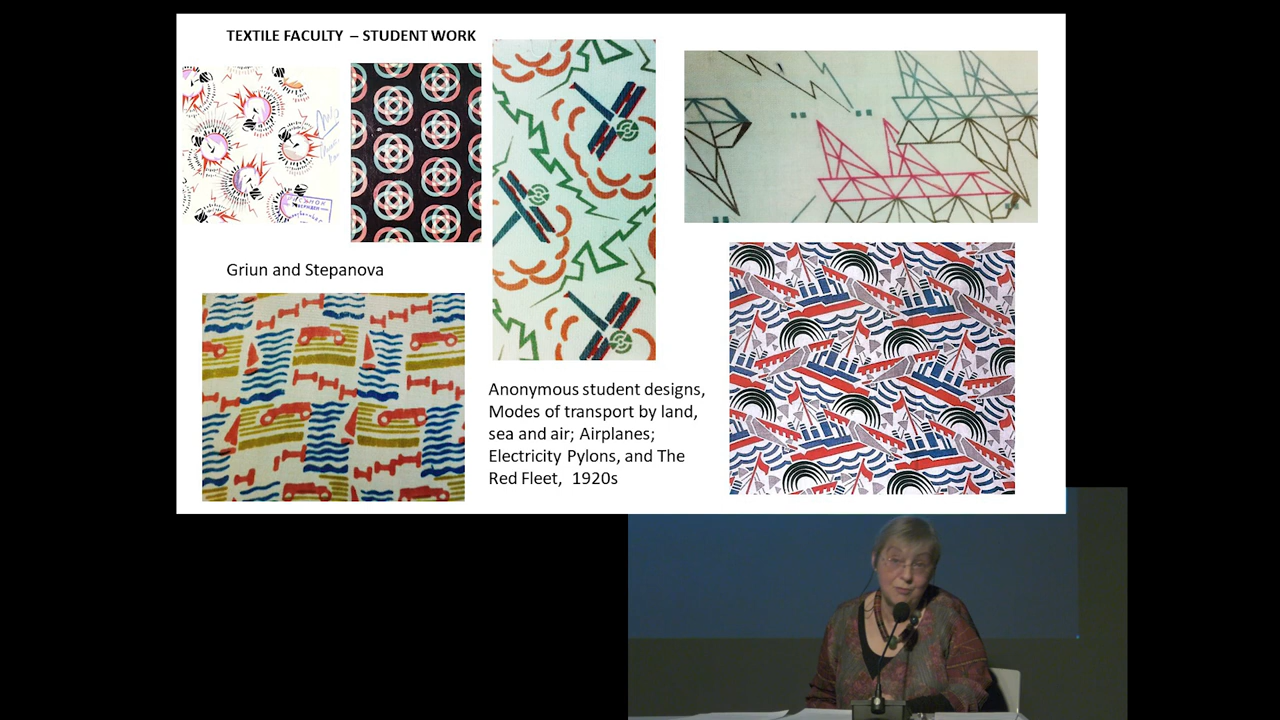 TEXTILE FACULTY – STUDENT WORK
Griun and Stepanova
Anonymous student designs,
Modes of transport by land,
sea and air; Airplanes;
Electricity Pylons, and The
Red Fleet, 1920s